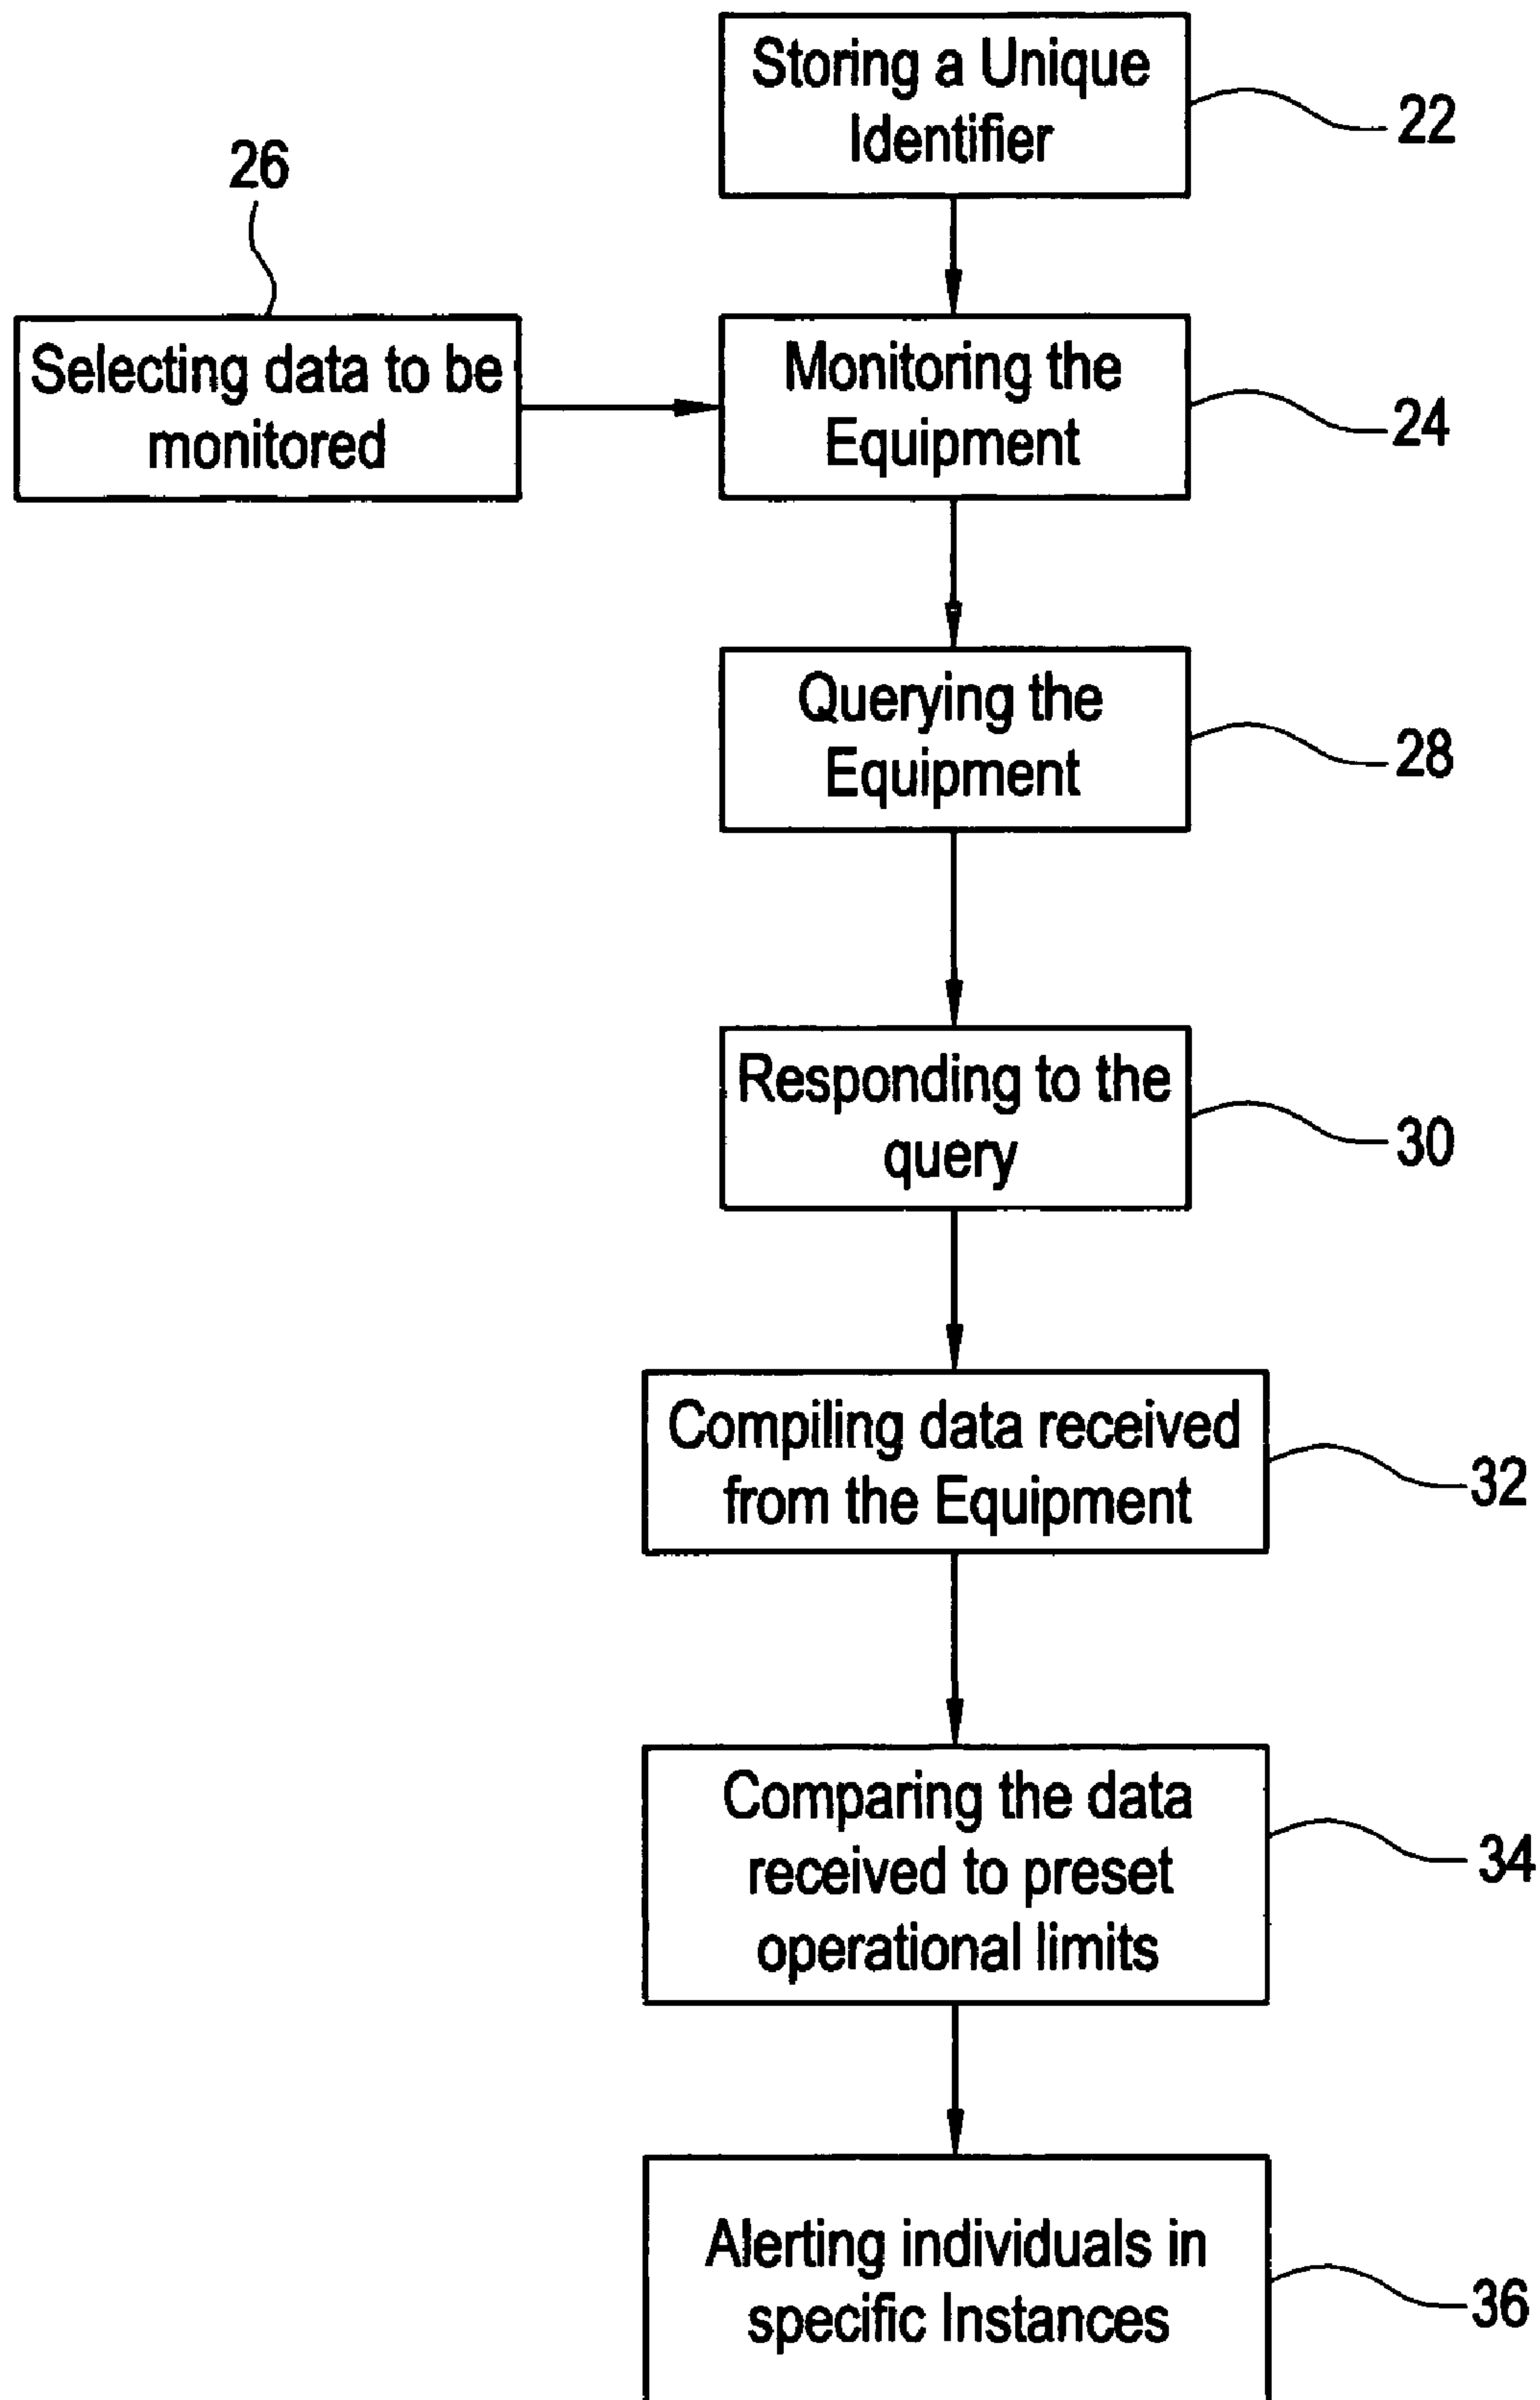 Storing a Unique
Identifier
22
26
Selecting data to be
monitored
Monitoring the
Equipment
24
Querying the
Equipment
28
Responding to the
query
30
Compiling data received
from the Equipment
32
Comparing the data
received to preset
operational limits
34
Alerting individuals in
specific Instances
36